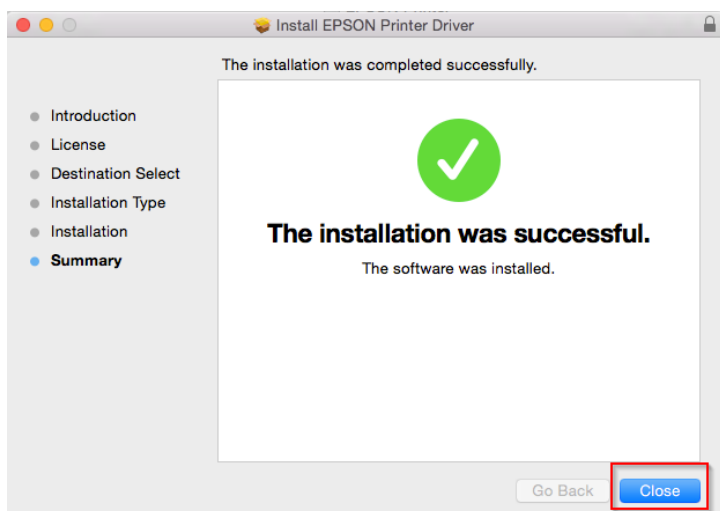 Install EPSON Printer Driver
The installation was completed successfully.
Introduction
License
Destination Select
Installation Type
Installation
Summary
The installation was successful.
The software was installed.
Go Back
Close